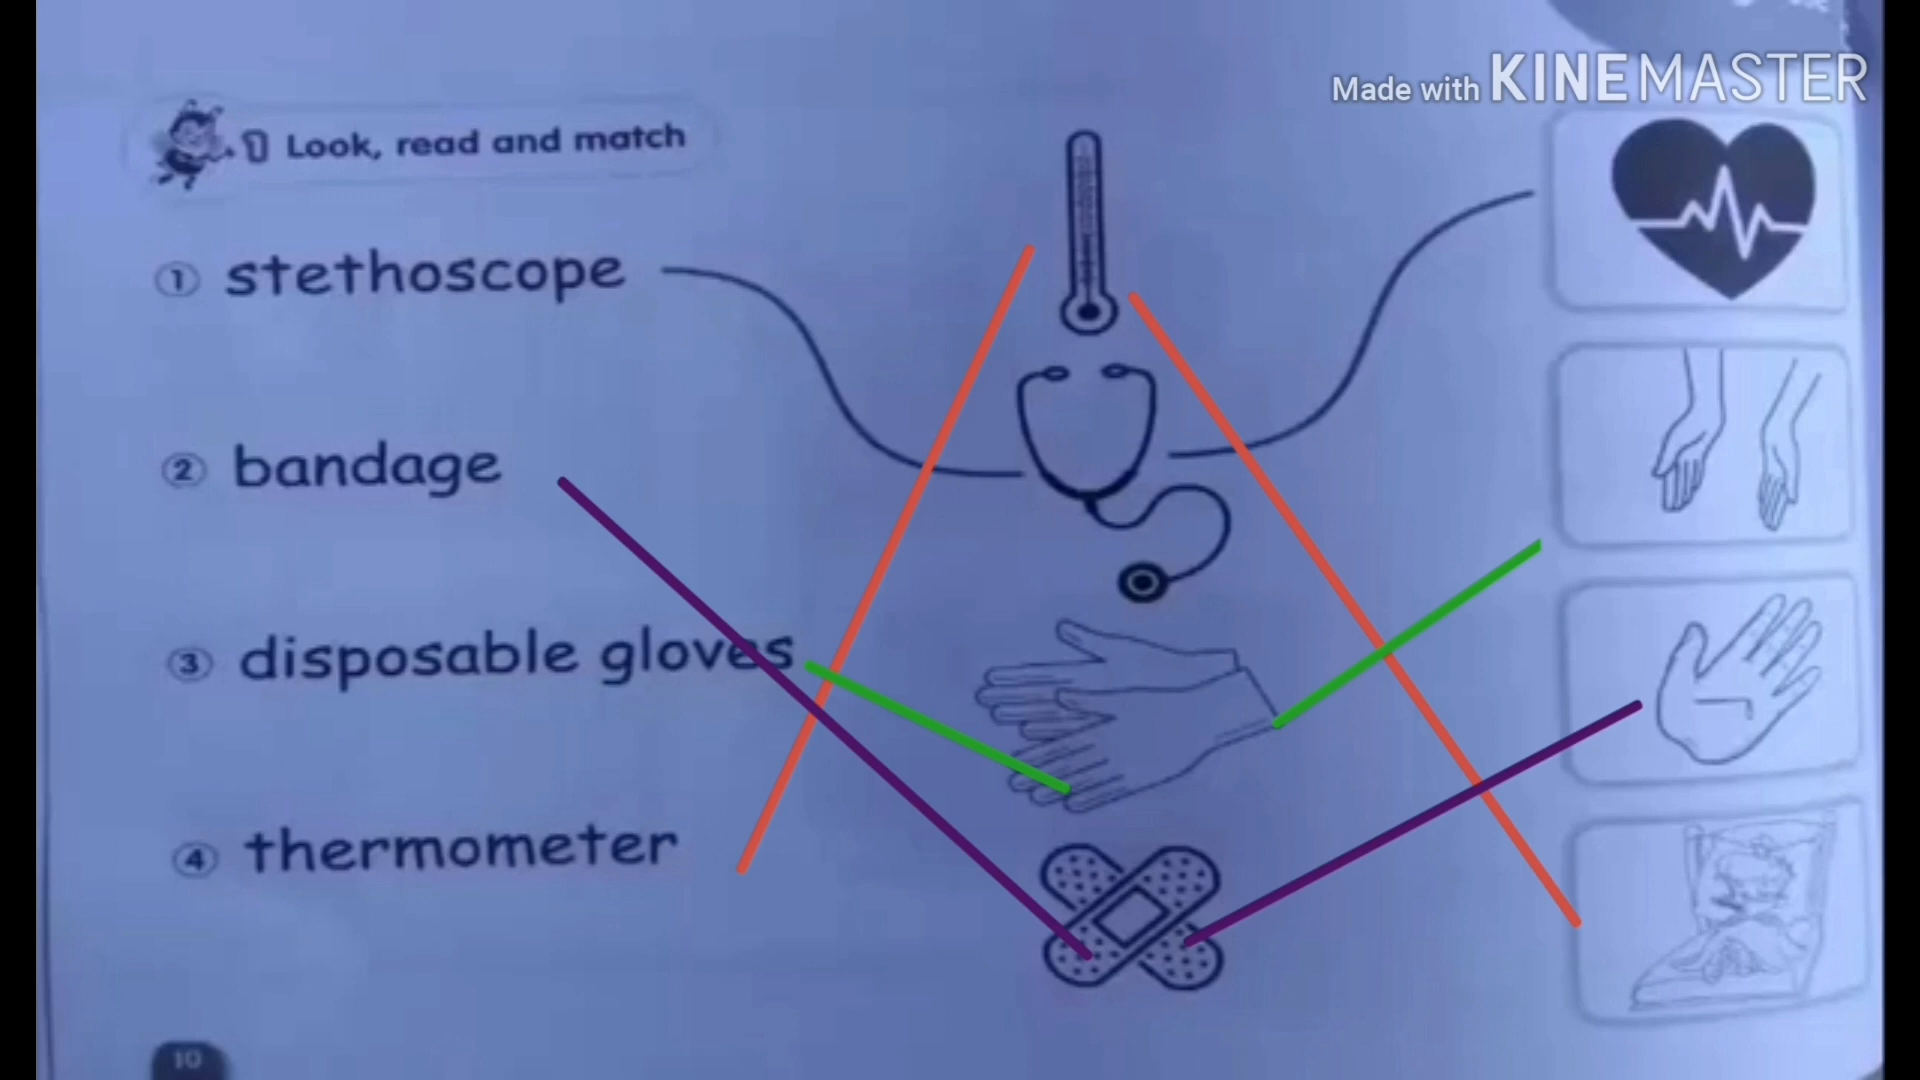 Made with KINEMASTER
1 Look, read and match
1 stethoscope
2 bandage
3 disposable gloves
4 thermometer
10